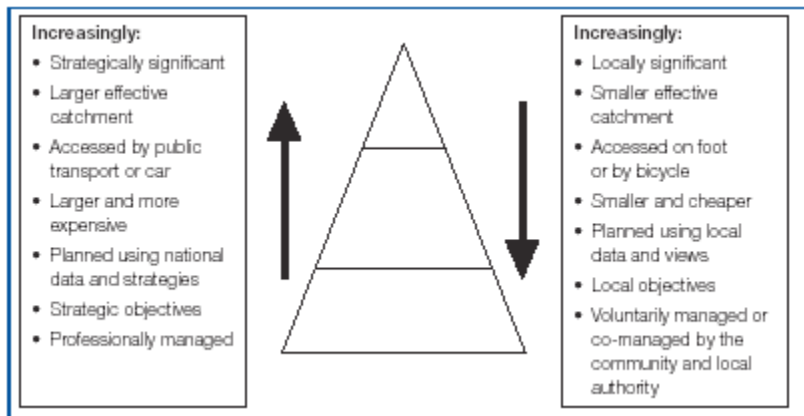 Increasingly:
• Strategically significant
• Larger effective
catchment
• Accessed by public
transport or car
• Larger and more
expensive
• Planned using national
data and strategies
• Strategic objectives
• Professionally managed
Increasingly:
• Locally significant
• Smaller effective
catchment
• Accessed on foot
or by bicycle
• Smaller and cheaper
• Planned using local
data and views
• Local objectives
• Voluntarily managed or
co-managed by the
community and local
authority